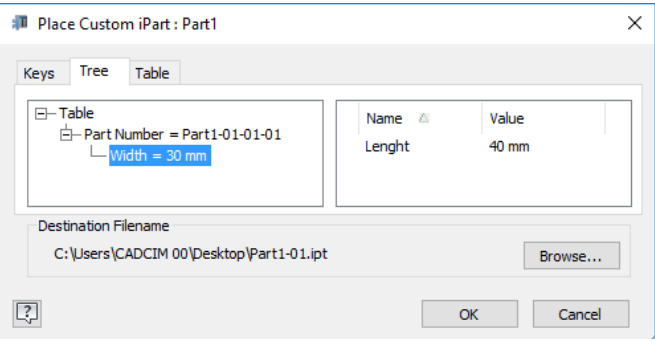 Place Custom iPart : Part1
Keys Tree Table
Table
Part Number = Part1-01-01-01
Width = 30 mm
Name Value
Lenght 40 mm
Destination Filename
C:\Users\CADCIM 00\Desktop\Part1-01.ipt
Browse...
?
OK Cancel